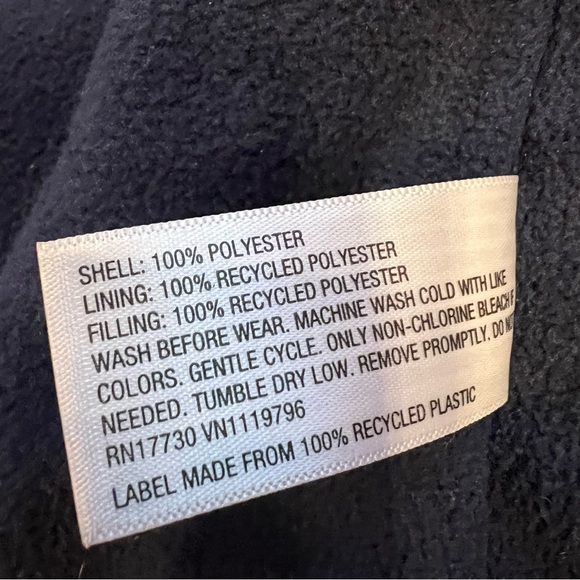 SHELL: 100% POLYESTER
LINING: 100% RECYCLED POLYESTER
FILLING: 100% RECYCLED POLYESTER
WASH BEFORE WEAR. MACHINE WASH COLD WITH LIKE
COLORS. GENTLE CYCLE. ONLY NON-CHLORINE BLEACH IF
NEEDED. TUMBLE DRY LOW. REMOVE PROMPTLY. DO
RN17730 VN1119796
LABEL MADE FROM 100% RECYCLED PLASTIC